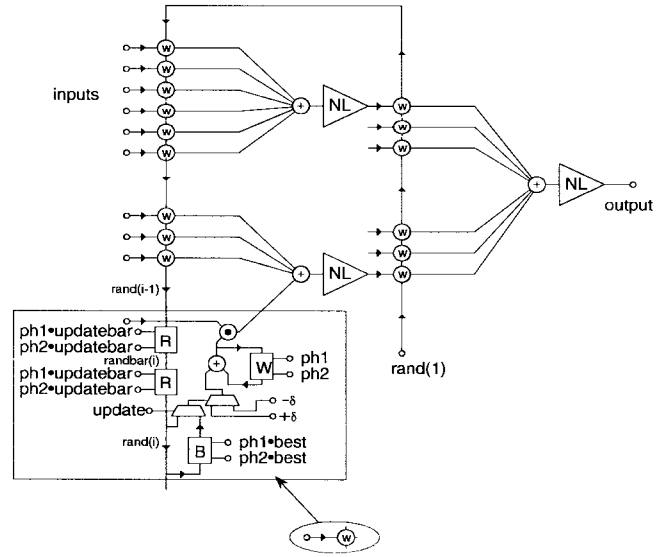 W
W
inputs
W
+
NL
W
W
W
W
W
W
+
NL
output
W
W
W
W
W
+
NL
W
W
rand(i-1)
ph1•updatebar
R
ph2•updatebar
randbar(i)
ph1•updatebar
R
ph2•updatebar
+
W
ph1
ph2
rand(1)
update
−δ
+δ
rand(i)
B
ph1•best
ph2•best
W